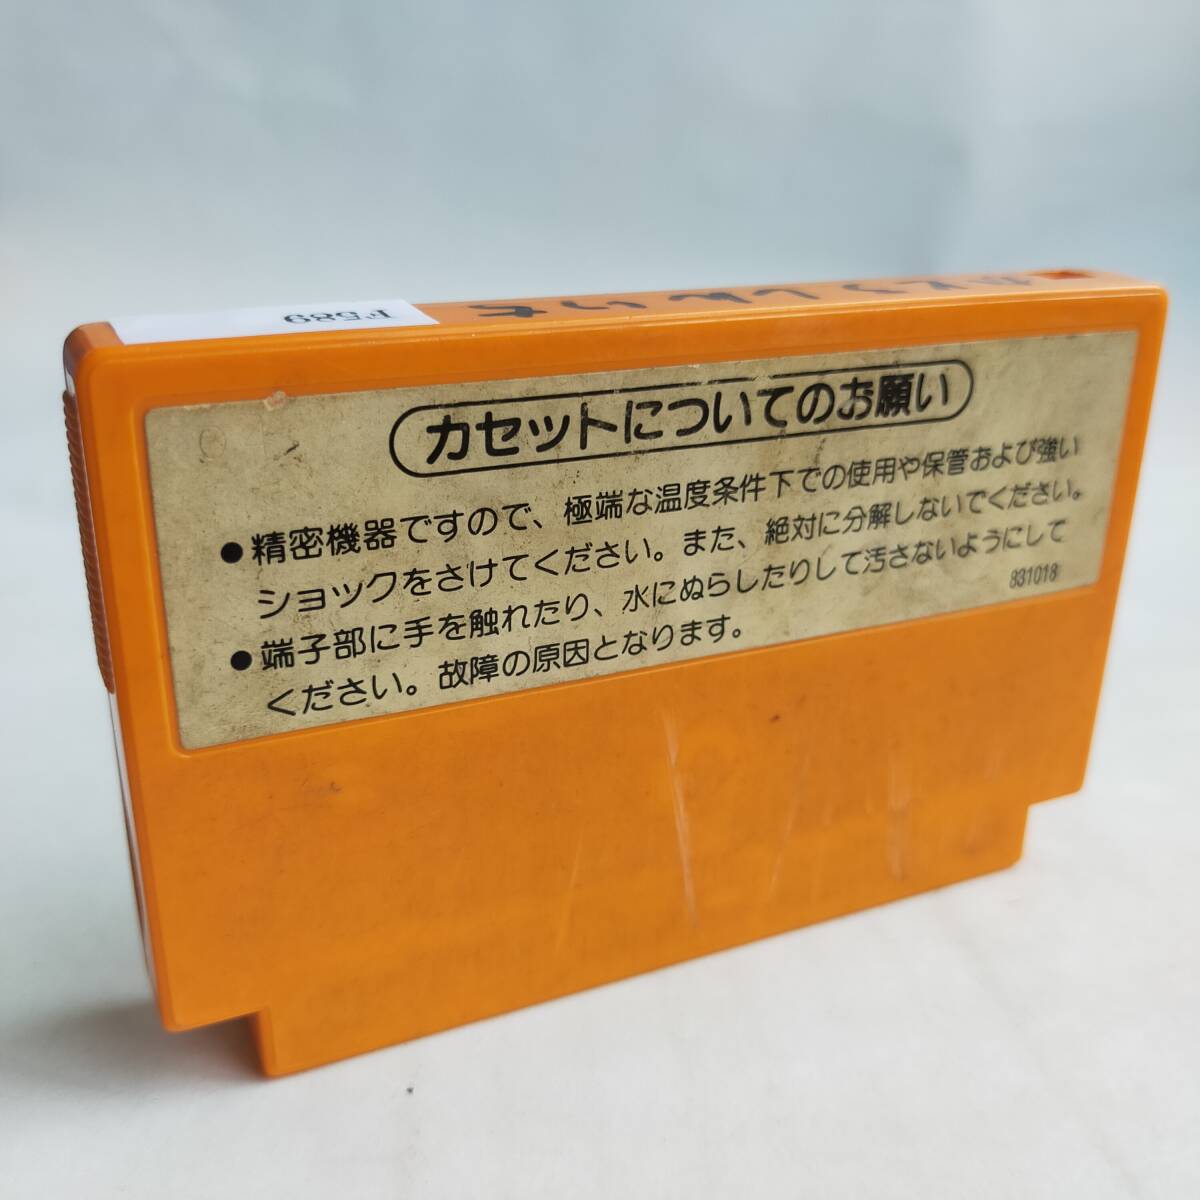 F589
カセットについてのお願い
●精密機器ですので、極端な温度条件下での使用や保管および強い
ショックをさけてください。また、絶対に分解しないでください。
●端子部に手を触れたり、水にぬらしたりして汚さないようにして
ください。故障の原因となります。
831018